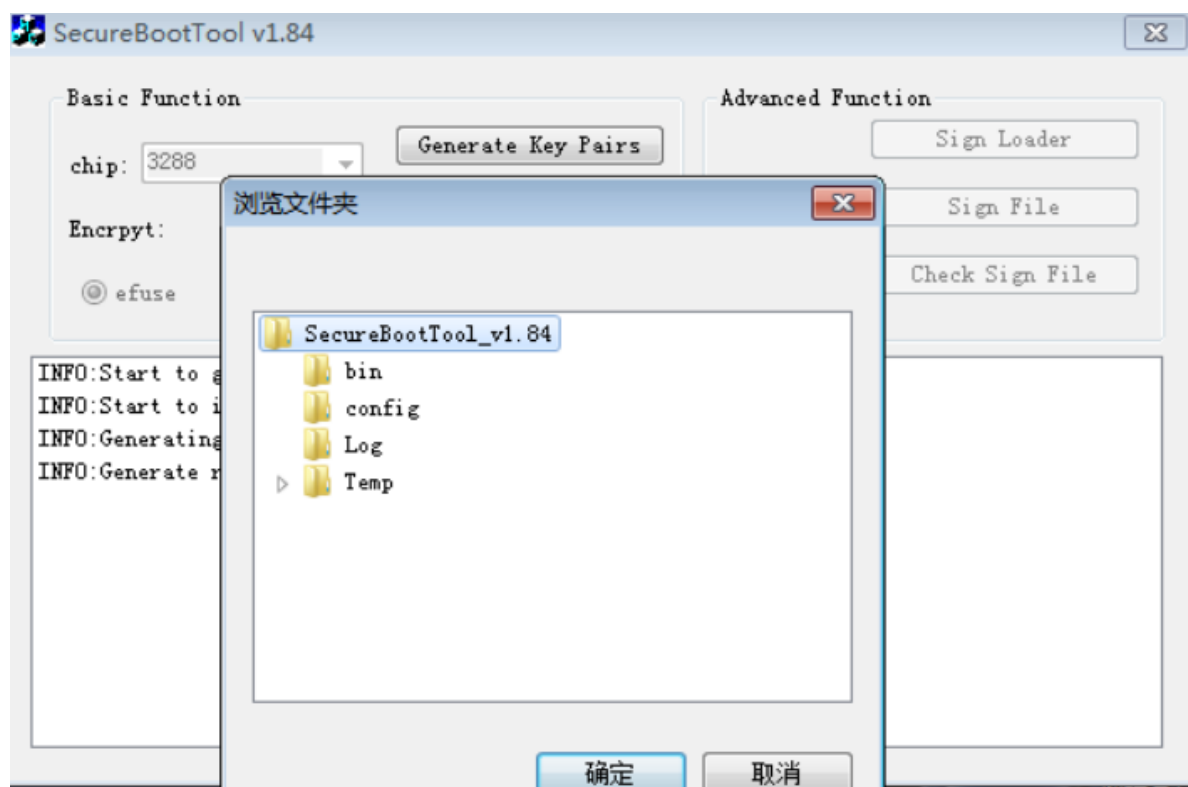 SecureBootTool v1.84
Basic Function
Advanced Function
chip:
3288
Generate Key Pairs
Sign Loader
浏览文件夹
Sign File
Encrpyt:
efuse
Check Sign File
SecureBootTool_v1.84
bin
config
Log
Temp
INFO:Start to
INFO:Start to
INFO:Generating
INFO:Generate
确定
取消